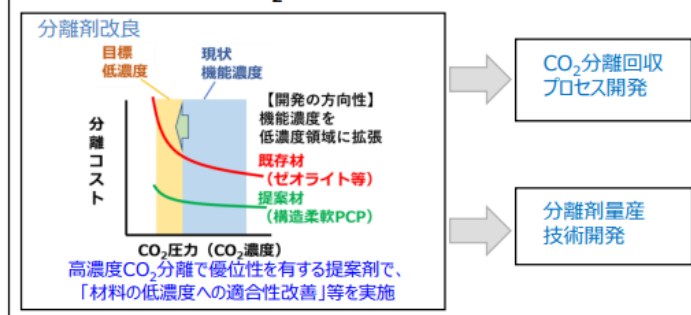 2
分離剤改良
目標
低濃度
現状
機能濃度
【開発の方向性】
機能濃度を
低濃度領域に拡張
分離コスト
既存材
（ゼオライト等）
提案材
（構造柔軟PCP）
CO₂圧力（CO₂濃度）
高濃度CO₂分離で優位性を有する提案剤で、
「材料の低濃度への適合性改善」等を実施
CO₂分離回収
プロセス開発
分離剤量産
技術開発